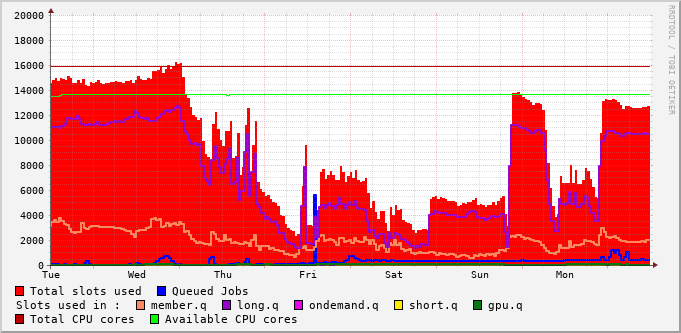 20000
18000
16000
14000
12000
10000
8000
6000
4000
2000
0
Tue Wed Thu Fri Sat Sun Mon
RRDTOOL / TOBI OETIKER
Total slots used Queued Jobs
Slots used in : member.q long.q ondemand.q short.q gpu.q
Total CPU cores Available CPU cores